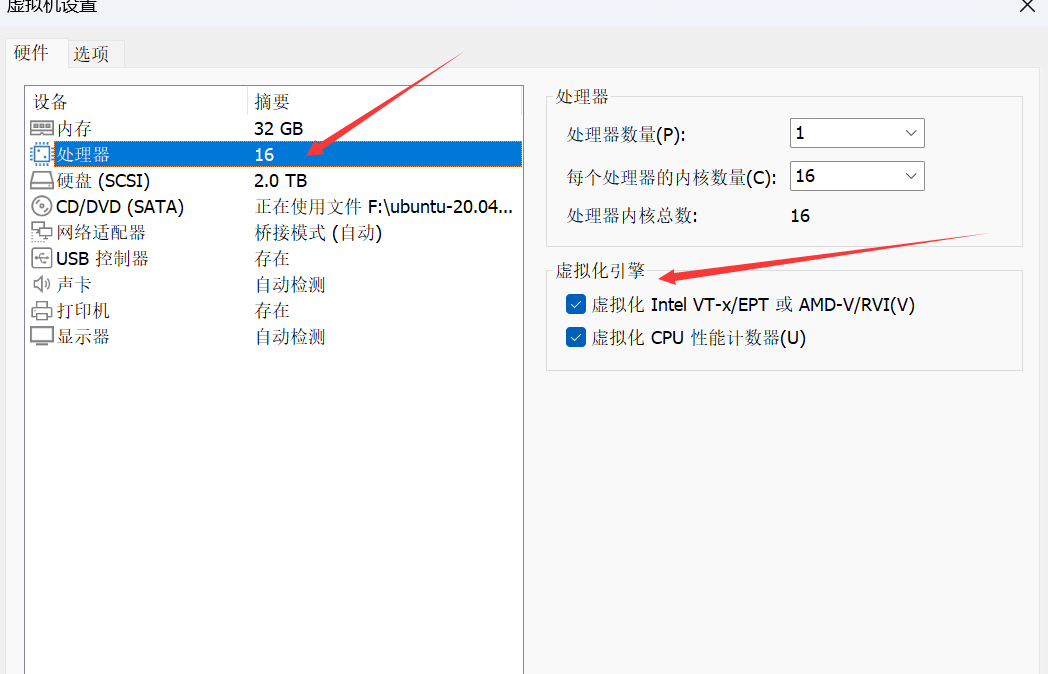 虚拟机设置
硬件 选项
设备 摘要
内存 32 GB
处理器 16
硬盘 (SCSI) 2.0 TB
CD/DVD (SATA) 正在使用文件 F:\ubuntu-20.04...
网络适配器 桥接模式 (自动)
USB 控制器 存在
声卡 自动检测
打印机 存在
显示器 自动检测
处理器
处理器数量(P): 1
每个处理器的内核数量(C): 16
处理器内核总数: 16
虚拟化引擎
虚拟化 Intel VT-x/EPT 或 AMD-V/RVI(V)
虚拟化 CPU 性能计数器(U)